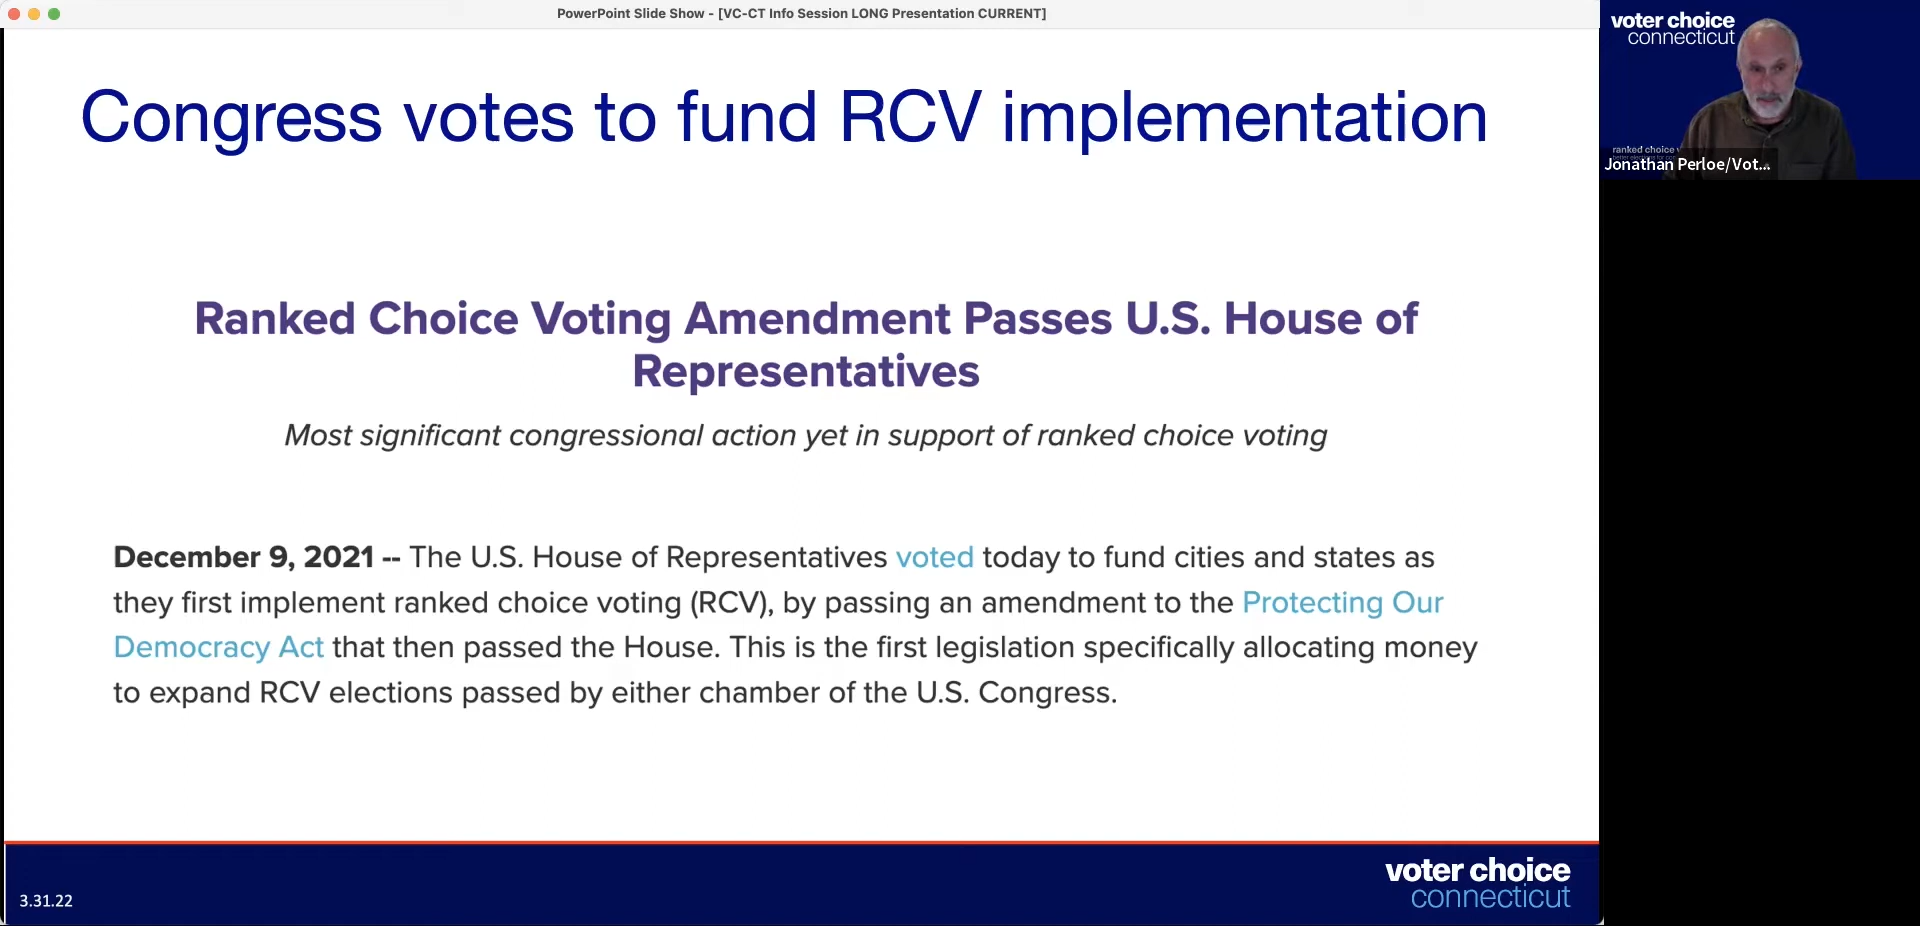 PowerPoint Slide Show - [VC-CT Info Session LONG Presentation CURRENT]
Congress votes to fund RCV implementation
Ranked Choice Voting Amendment Passes U.S. House of
Representatives
Most significant congressional action yet in support of ranked choice voting
December 9, 2021 -- The U.S. House of Representatives voted today to fund cities and states as
they first implement ranked choice voting (RCV), by passing an amendment to the Protecting Our
Democracy Act that then passed the House. This is the first legislation specifically allocating money
to expand RCV elections passed by either chamber of the U.S. Congress.
3.31.22
voter choice
connecticut
voter choice
connecticut
ranked choice
Jonathan Perloe/Vot...